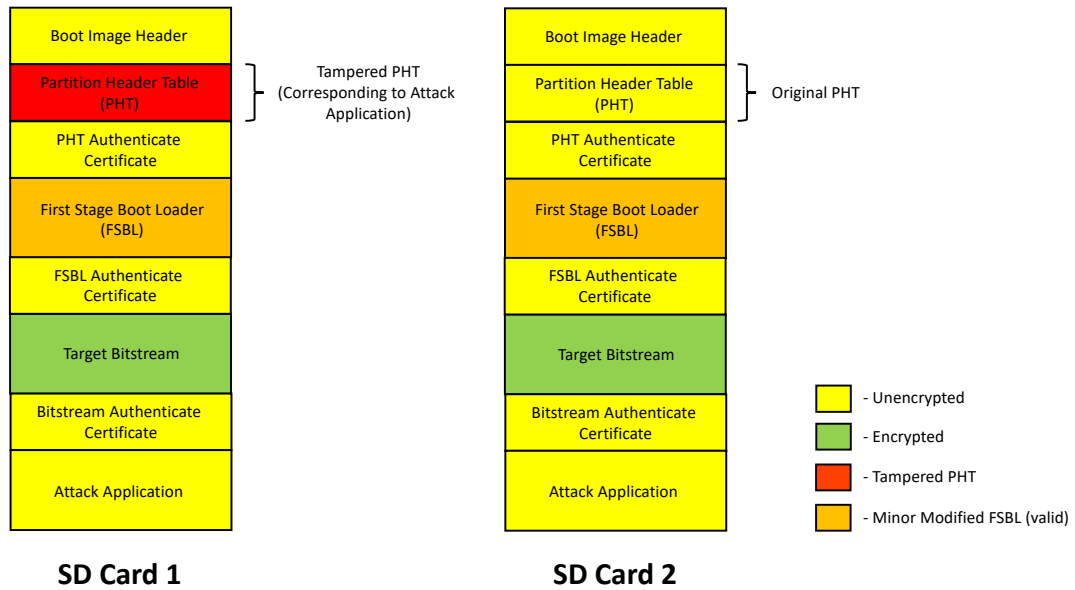 Boot Image Header
Partition Header Table
(PHT)
PHT Authenticate
Certificate
First Stage Boot Loader
(FSBL)
FSBL Authenticate
Certificate
Target Bitstream
Bitstream Authenticate
Certificate
Attack Application
Tampered PHT
(Corresponding to Attack
Application)
SD Card 1
Boot Image Header
Partition Header Table
(PHT)
PHT Authenticate
Certificate
First Stage Boot Loader
(FSBL)
FSBL Authenticate
Certificate
Target Bitstream
Bitstream Authenticate
Certificate
Attack Application
Original PHT
SD Card 2
- Unencrypted
- Encrypted
- Tampered PHT
- Minor Modified FSBL (valid)